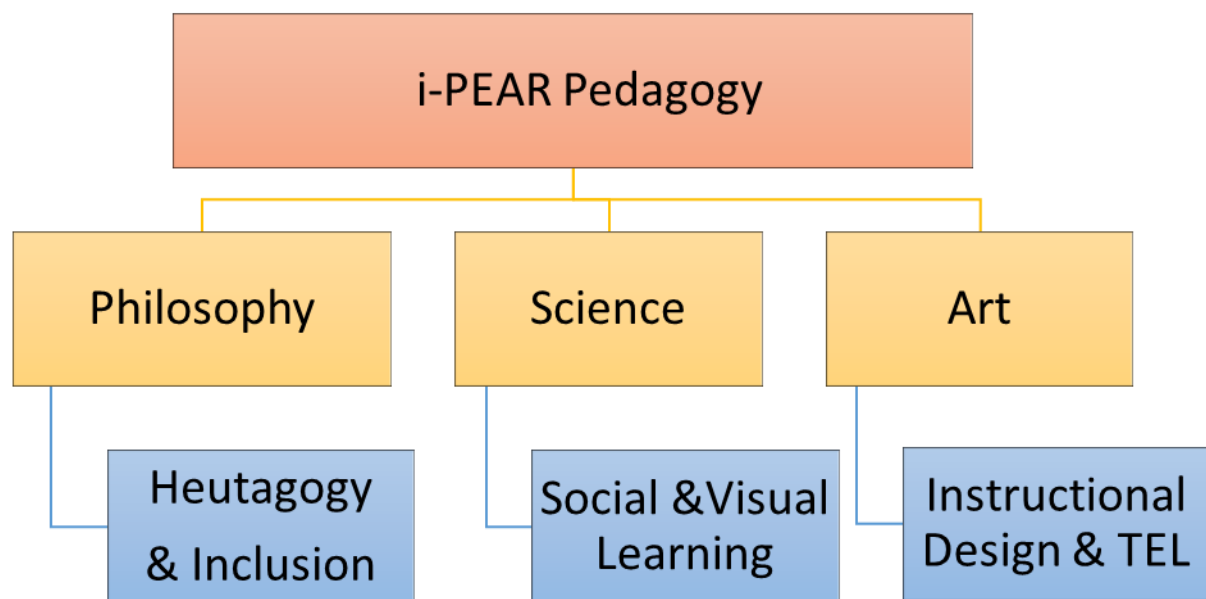 i-PEAR Pedagogy
Philosophy
Science
Art
Heutagogy
& Inclusion
Social &Visual
Learning
Instructional
Design & TEL